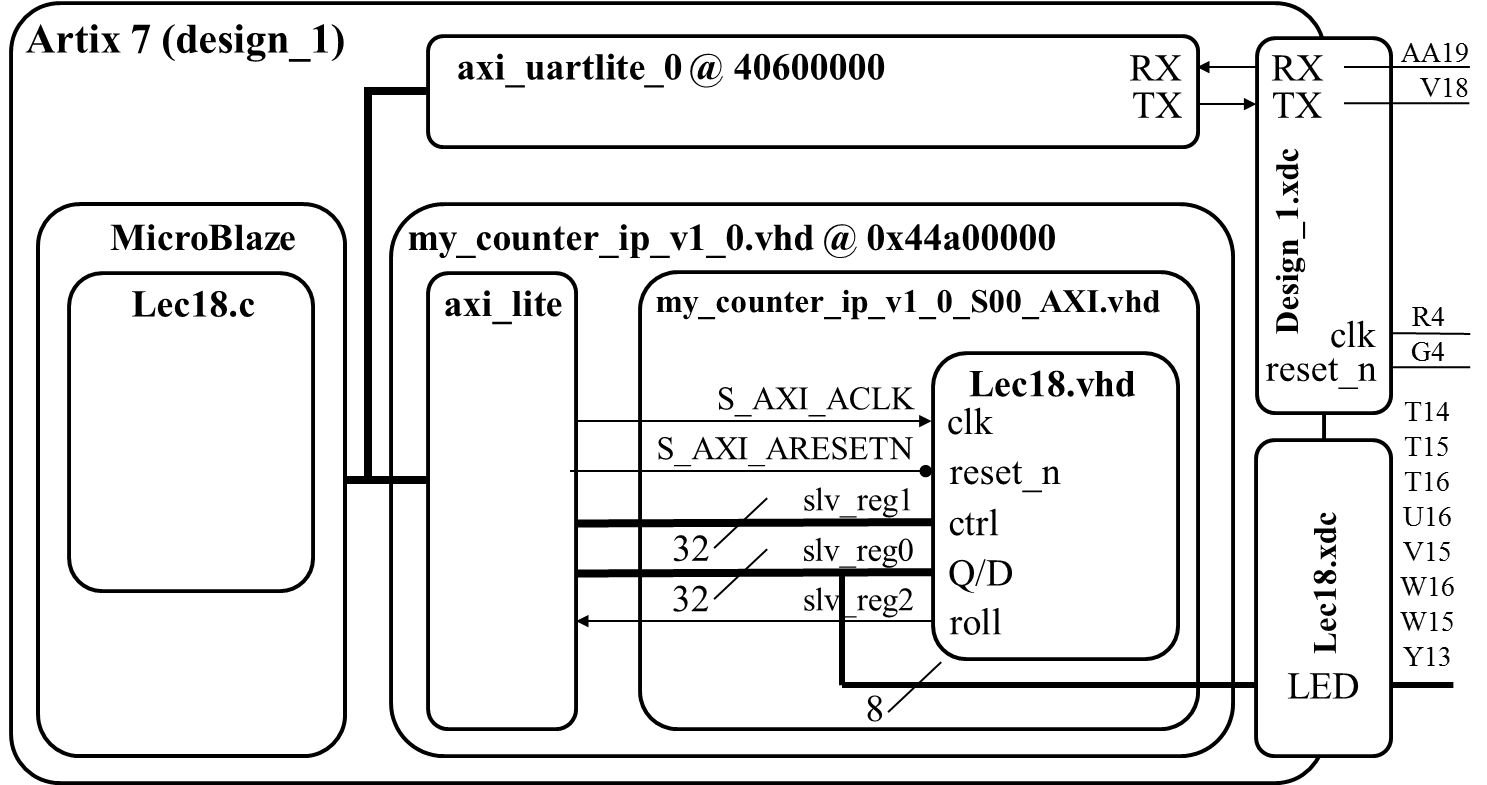 Artix 7 (design_1)
axi_uartlite_0 @ 40600000
RX
TX
RX
TX
AA19
V18
Design_1.xdc
clk
reset_n
R4
G4
MicroBlaze
Lec18.c
my_counter_ip_v1_0.vhd @ 0x44a00000
axi_lite
my_counter_ip_v1_0_S00_AXI.vhd
Lec18.vhd
S_AXI_ACLK
clk
S_AXI_ARESETN
reset_n
slv_reg1
32
ctrl
slv_reg0
32
Q/D
slv_reg2
roll
8
Lec18.xdc
LED
T14
T15
T16
U16
V15
W16
W15
Y13